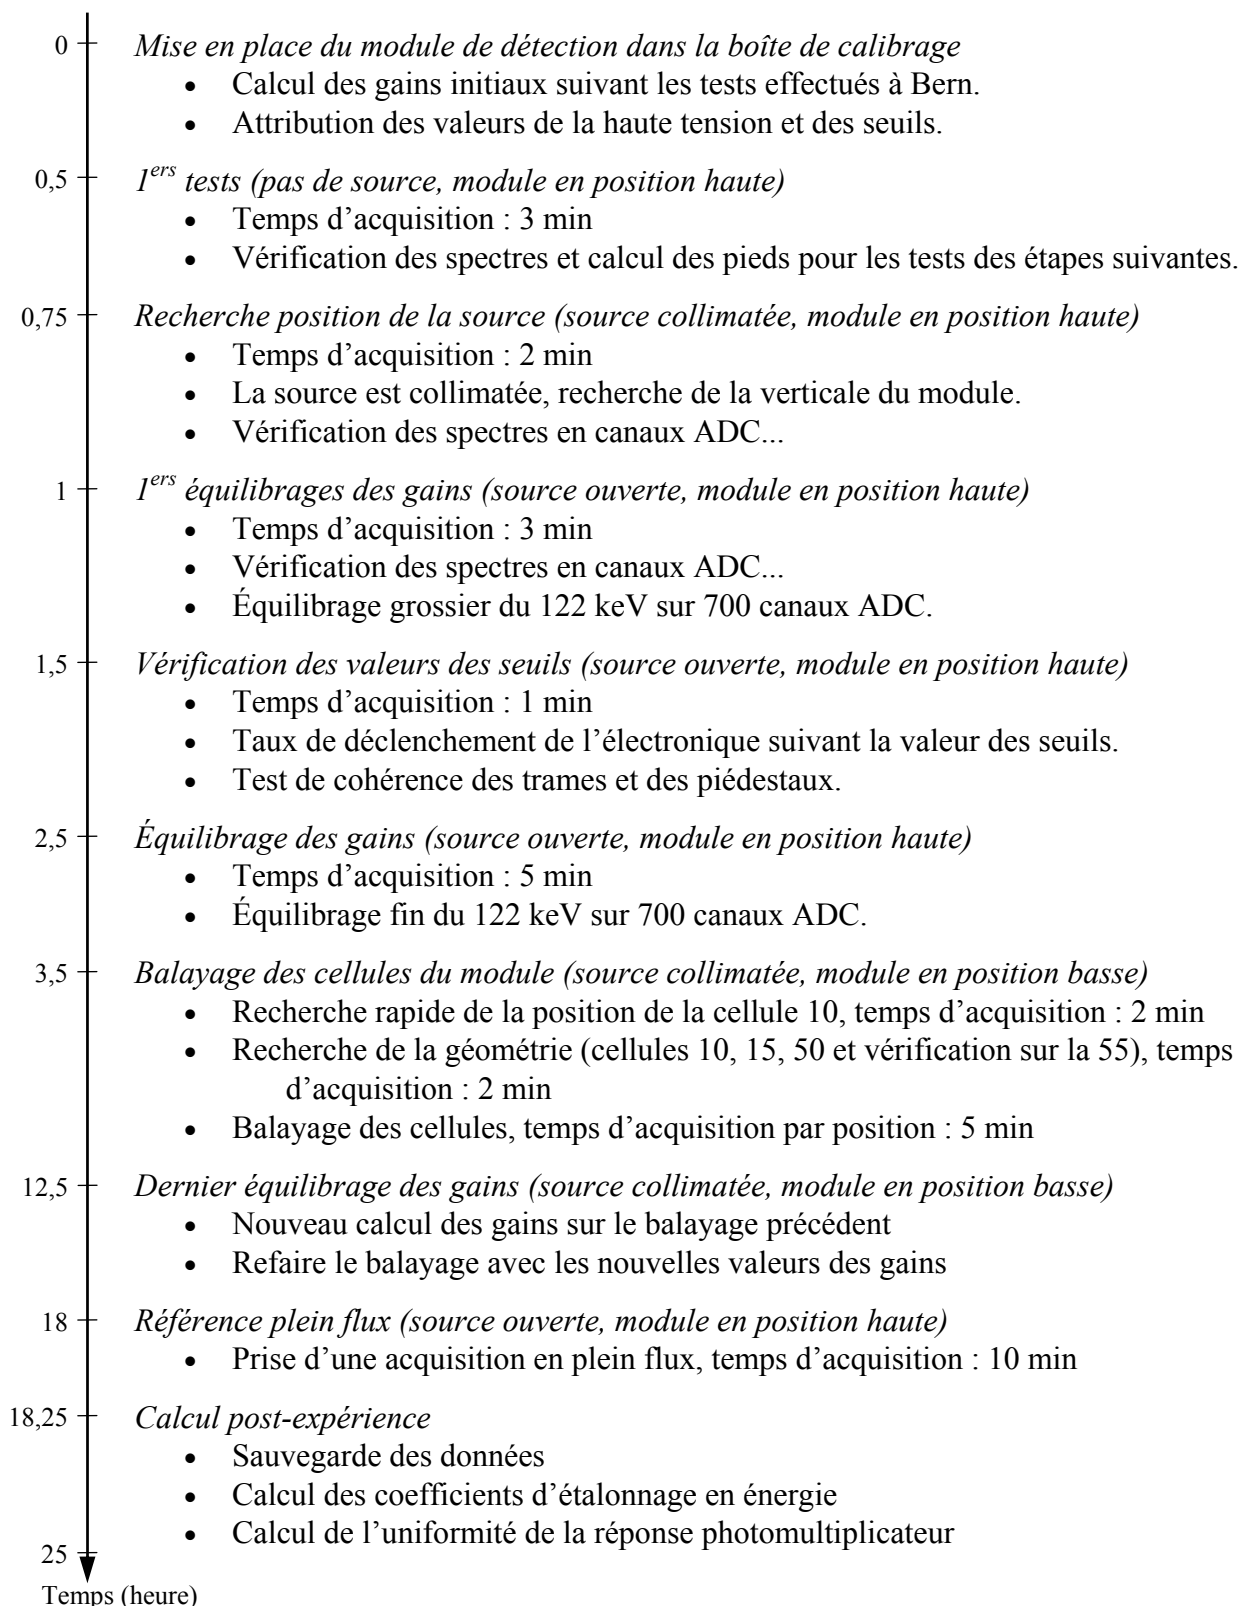 0 Mise en place du module de détection dans la boîte de calibrage
• Calcul des gains initiaux suivant les tests effectués à Bern.
• Attribution des valeurs de la haute tension et des seuils.
0,5 1ers tests (pas de source, module en position haute)
• Temps d’acquisition : 3 min
• Vérification des spectres et calcul des pieds pour les tests des étapes suivantes.
0,75 Recherche position de la source (source collimatée, module en position haute)
• Temps d’acquisition : 2 min
• La source est collimatée, recherche de la verticale du module.
• Vérification des spectres en canaux ADC...
1 1ers équilibrages des gains (source ouverte, module en position haute)
• Temps d’acquisition : 3 min
• Vérification des spectres en canaux ADC...
• Équilibrage grossier du 122 keV sur 700 canaux ADC.
1,5 Vérification des valeurs des seuils (source ouverte, module en position haute)
• Temps d’acquisition : 1 min
• Taux de déclenchement de l’électronique suivant la valeur des seuils.
• Test de cohérence des trames et des piédestaux.
2,5 Équilibrage des gains (source ouverte, module en position haute)
• Temps d’acquisition : 5 min
• Équilibrage fin du 122 keV sur 700 canaux ADC.
3,5 Balayage des cellules du module (source collimatée, module en position basse)
• Recherche rapide de la position de la cellule 10, temps d’acquisition : 2 min
• Recherche de la géométrie (cellules 10, 15, 50 et vérification sur la 55), temps
d’acquisition : 2 min
• Balayage des cellules, temps d’acquisition par position : 5 min
12,5 Dernier équilibrage des gains (source collimatée, module en position basse)
• Nouveau calcul des gains sur le balayage précédent
• Refaire le balayage avec les nouvelles valeurs des gains
18 Référence plein flux (source ouverte, module en position haute)
• Prise d’une acquisition en plein flux, temps d’acquisition : 10 min
18,25 Calcul post-expérience
• Sauvegarde des données
• Calcul des coefficients d’étalonnage en énergie
• Calcul de l’uniformité de la réponse photomultiplicateur
25
Temps (heure)